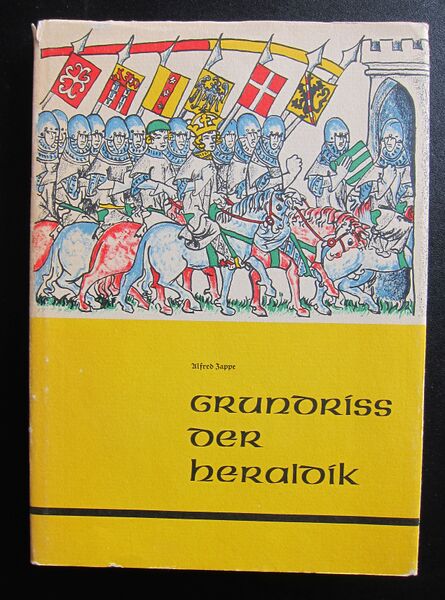 Alfred Zappe
Grundriss
der
Heraldik